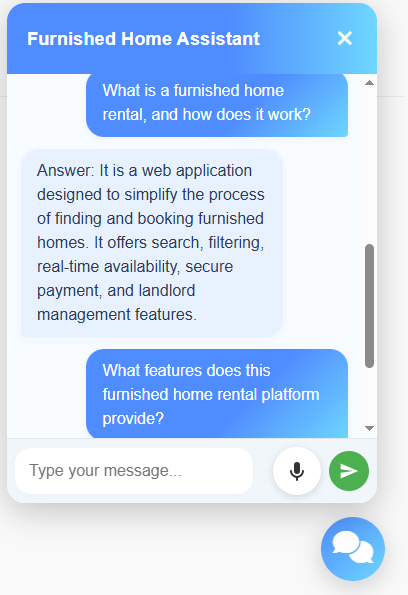 Furnished Home Assistant
What is a furnished home
rental, and how does it work?
Answer: It is a web application
designed to simplify the process
of finding and booking furnished
homes. It offers search, filtering,
real-time availability, secure
payment, and landlord
management features.
What features does this
furnished home rental platform
provide?
Type your message...